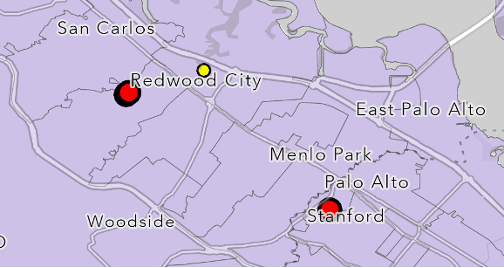 San Carlos
Redwood City
East Palo Alto
Menlo Park
Palo Alto
Stanford
Woodside